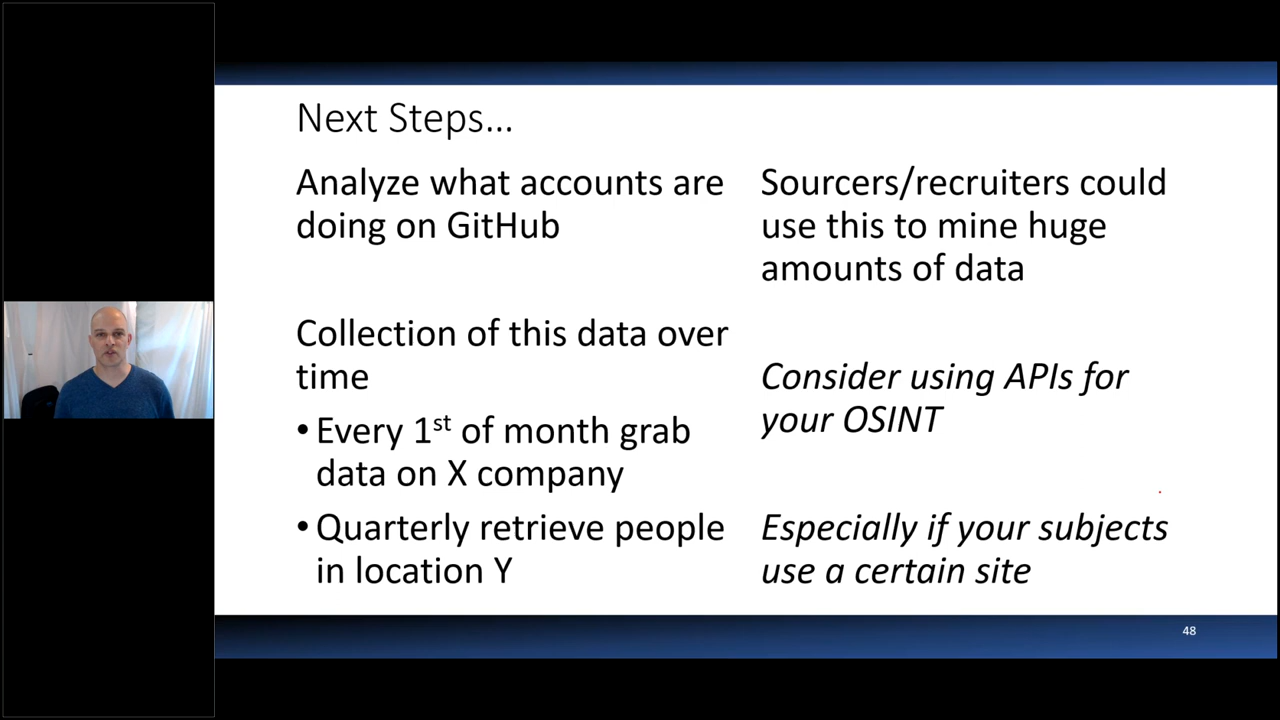 Next Steps...
Analyze what accounts are
doing on GitHub
Collection of this data over
time
• Every 1st of month grab
data on X company
• Quarterly retrieve people
in location Y
Sourcers/recruiters could
use this to mine huge
amounts of data
Consider using APIs for
your OSINT
Especially if your subjects
use a certain site
48